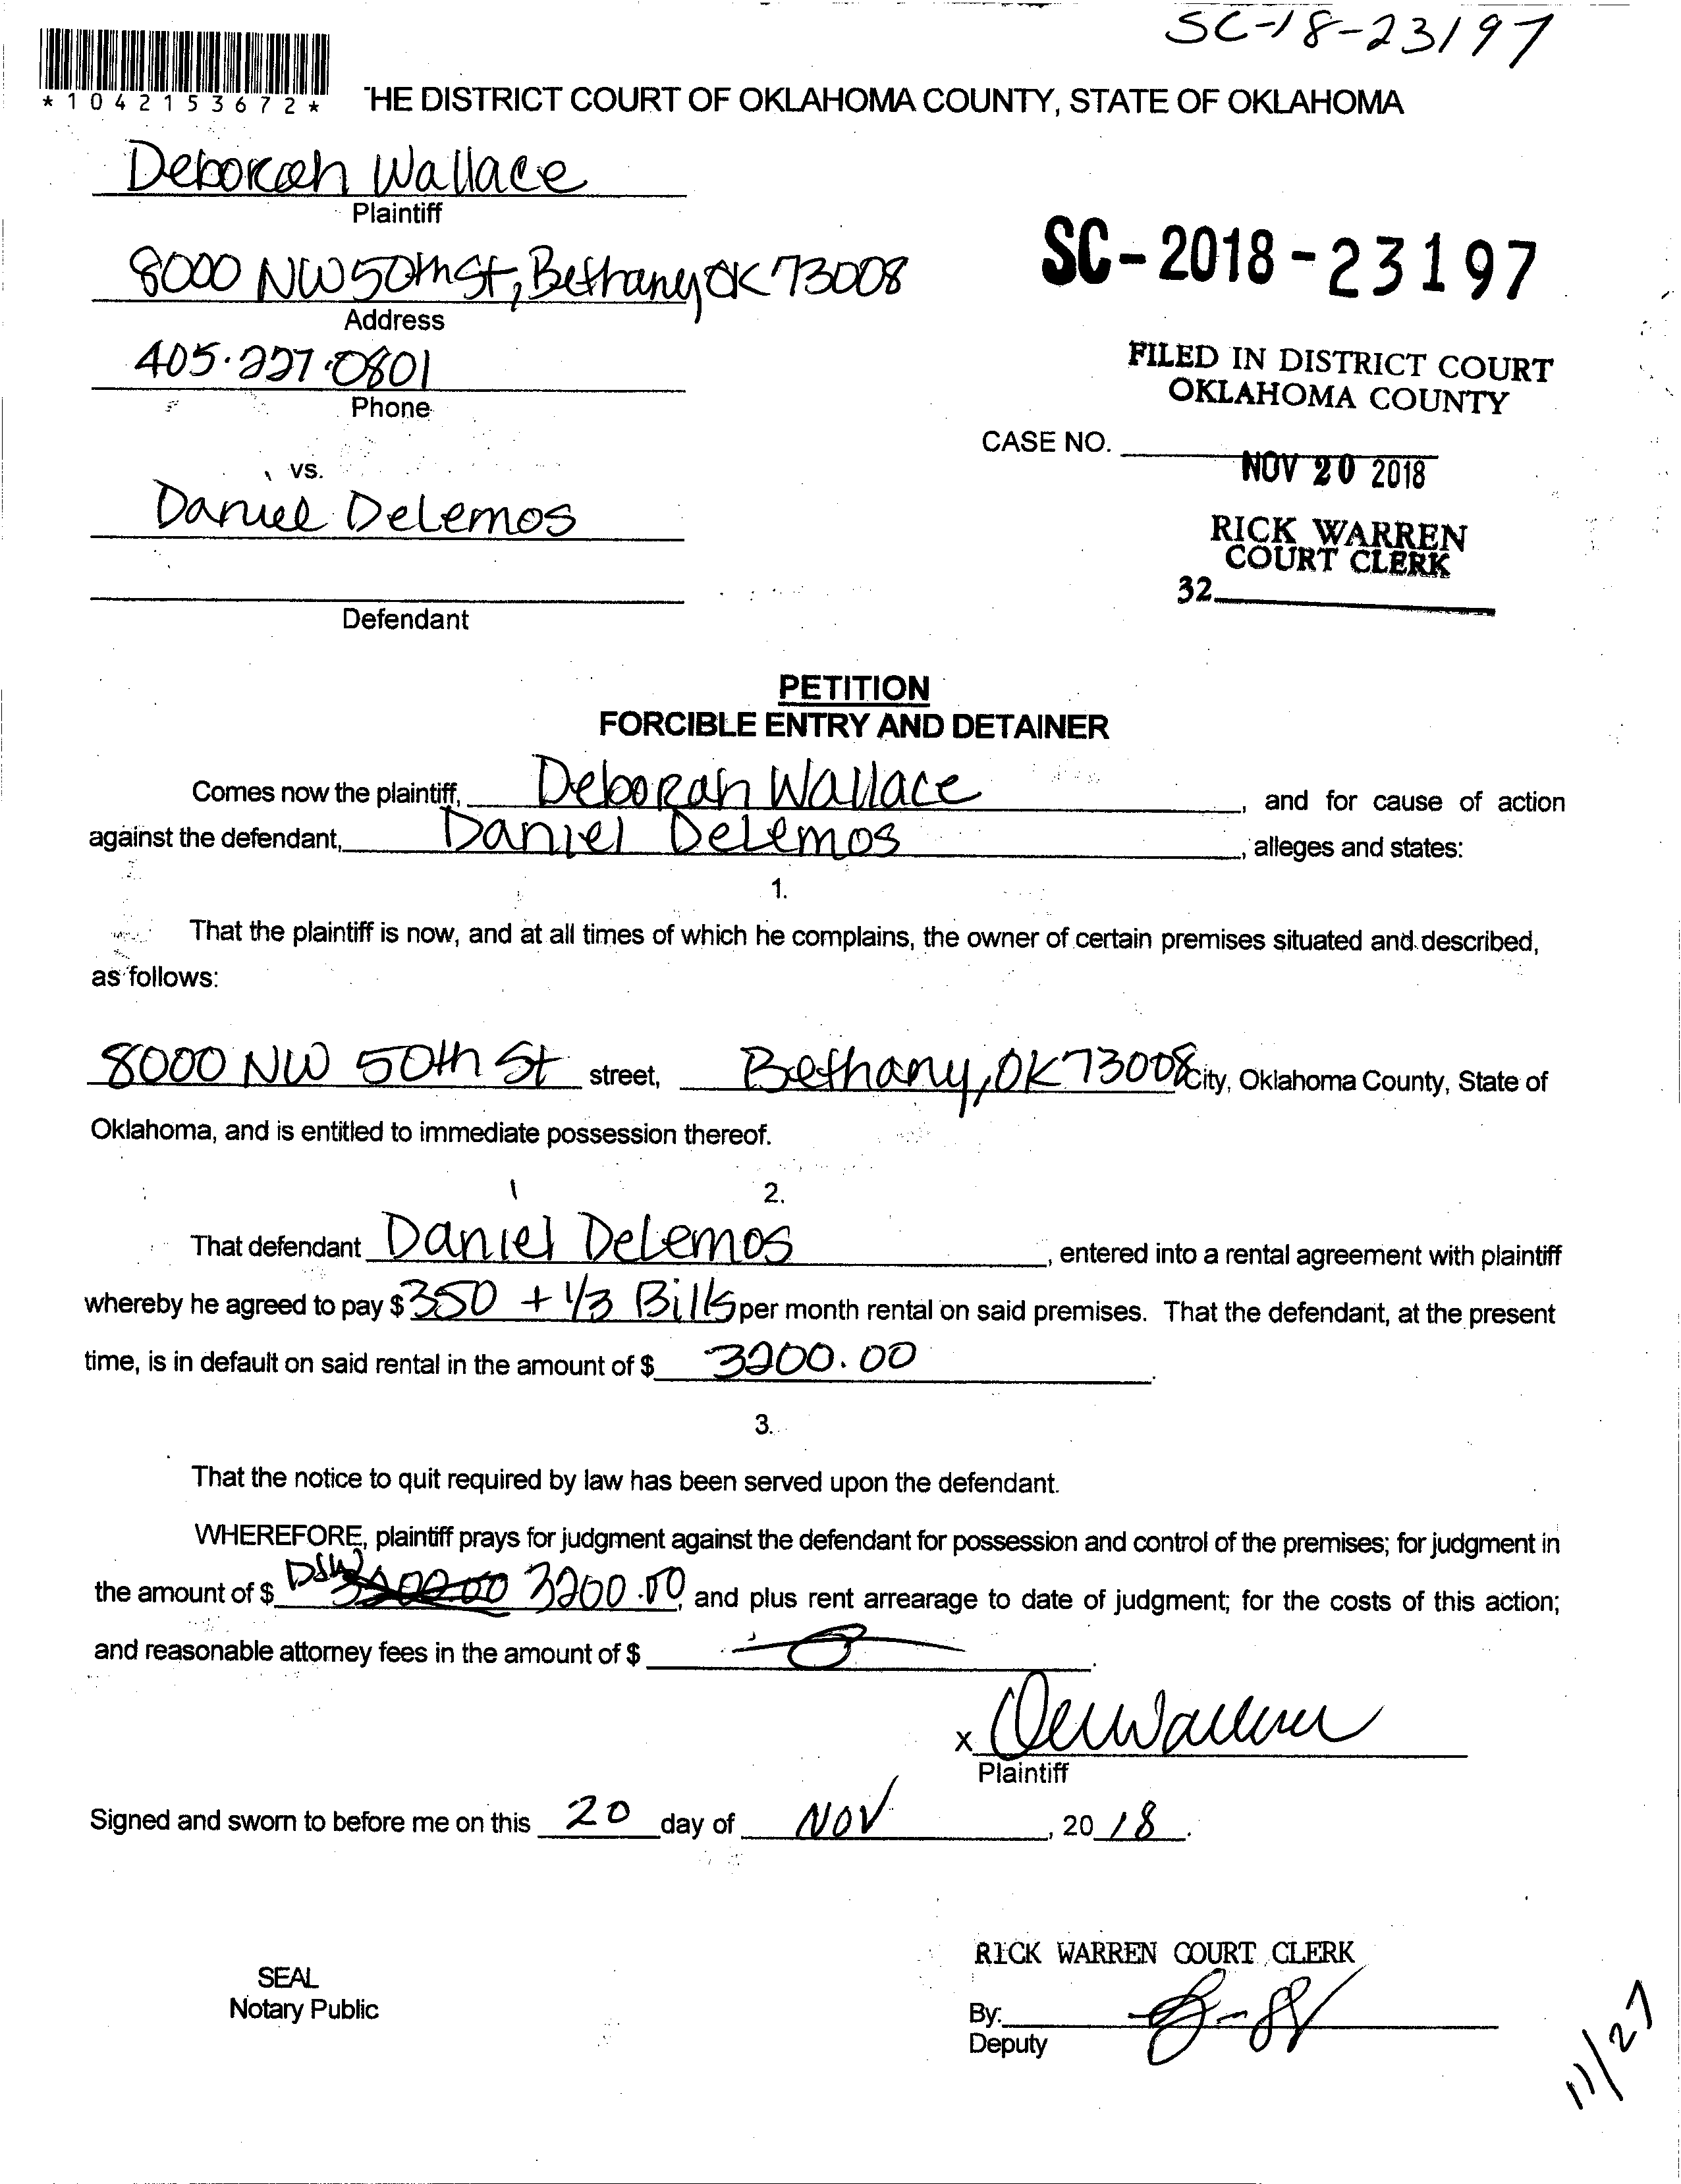 SC-18-23197
*1042153672*
THE DISTRICT COURT OF OKLAHOMA COUNTY, STATE OF OKLAHOMA
Deborah Wallace
Plaintiff
8000 NW 50th St, Bethany OK 73008
SC-2018-23197
Address
405.227.0801
Phone
FILED IN DISTRICT COURT
OKLAHOMA COUNTY
CASE NO.
NOV 20 2018
vs.
Daniel DeLemos
RICK WARREN
COURT CLERK
32
Defendant
PETITION
FORCIBLE ENTRY AND DETAINER
Comes now the plaintiff, Deborah Wallace, and for cause of action
against the defendant, Daniel DeLemos, alleges and states:
1.
That the plaintiff is now, and at all times of which he complains, the owner of certain premises situated and described,
as follows:
8000 NW 50th St street, Bethany, OK 73008 City, Oklahoma County, State of
Oklahoma, and is entitled to immediate possession thereof.
2.
That defendant Daniel DeLemos, entered into a rental agreement with plaintiff
whereby he agreed to pay $ 350 + 1/3 Bills per month rental on said premises. That the defendant, at the present
time, is in default on said rental in the amount of $ 3200.00.
3.
That the notice to quit required by law has been served upon the defendant.
WHEREFORE, plaintiff prays for judgment against the defendant for possession and control of the premises; for judgment in
the amount of $ DSW 3200.00, and plus rent arrearage to date of judgment; for the costs of this action;
and reasonable attorney fees in the amount of $ 0.
x
Plaintiff
Signed and sworn to before me on this 20 day of NOV, 2018.
RICK WARREN COURT CLERK
SEAL
Notary Public
By:
Deputy
11/27